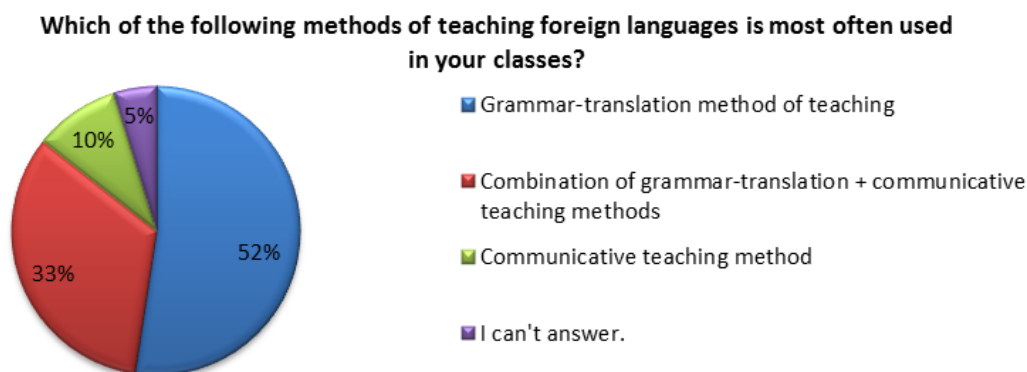 Which of the following methods of teaching foreign languages is most often used
in your classes?
5%
10%
52%
33%
Grammar-translation method of teaching
Combination of grammar-translation + communicative
teaching methods
Communicative teaching method
I can't answer.